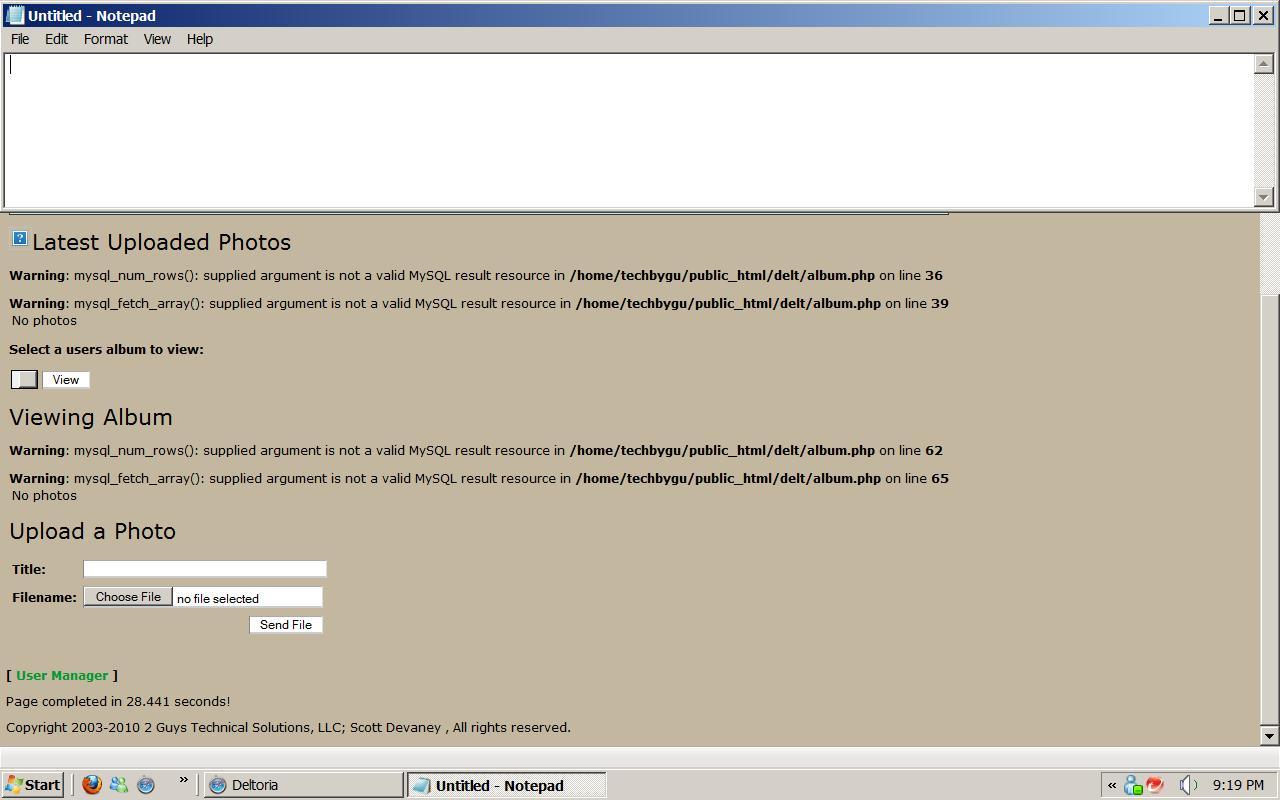 Untitled - Notepad
File Edit Format View Help
Latest Uploaded Photos
Warning: mysql_num_rows(): supplied argument is not a valid MySQL result resource in /home/techbygu/public_html/delt/album.php on line 36
Warning: mysql_fetch_array(): supplied argument is not a valid MySQL result resource in /home/techbygu/public_html/delt/album.php on line 39
No photos
Select a users album to view:
View
Viewing Album
Warning: mysql_num_rows(): supplied argument is not a valid MySQL result resource in /home/techbygu/public_html/delt/album.php on line 62
Warning: mysql_fetch_array(): supplied argument is not a valid MySQL result resource in /home/techbygu/public_html/delt/album.php on line 65
No photos
Upload a Photo
Title:
Filename: Choose File no file selected
Send File
[ User Manager ]
Page completed in 28.441 seconds!
Copyright 2003-2010 2 Guys Technical Solutions, LLC; Scott Devaney , All rights reserved.
Start » Deltoria Untitled - Notepad « 9:19 PM